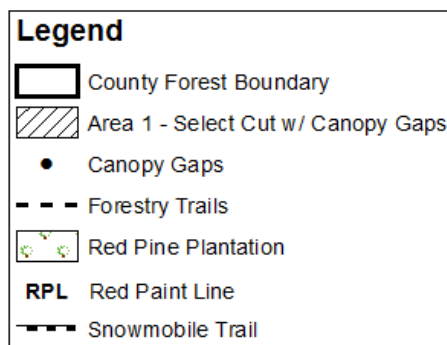 Legend
County Forest Boundary
Area 1 - Select Cut w/ Canopy Gaps
Canopy Gaps
Forestry Trails
Red Pine Plantation
RPL Red Paint Line
Snowmobile Trail